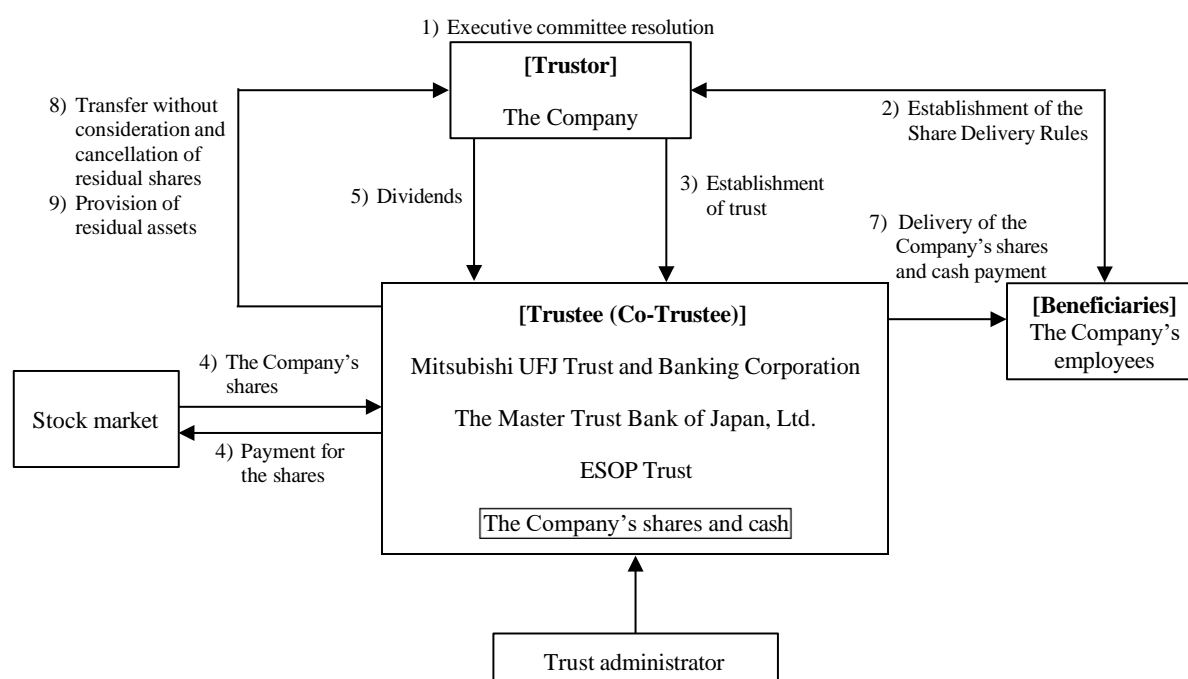 1) Executive committee resolution
[Trustor]
The Company
8) Transfer without
consideration and
cancellation of
residual shares
9) Provision of
residual assets
2) Establishment of the
Share Delivery Rules
5) Dividends
3) Establishment
of trust
7) Delivery of the
Company’s shares
and cash payment
[Trustee (Co-Trustee)]
Mitsubishi UFJ Trust and Banking Corporation
The Master Trust Bank of Japan, Ltd.
ESOP Trust
The Company’s shares and cash
[Beneficiaries]
The Company’s
employees
4) The Company’s
shares
Stock market
4) Payment for
the shares
Trust administrator